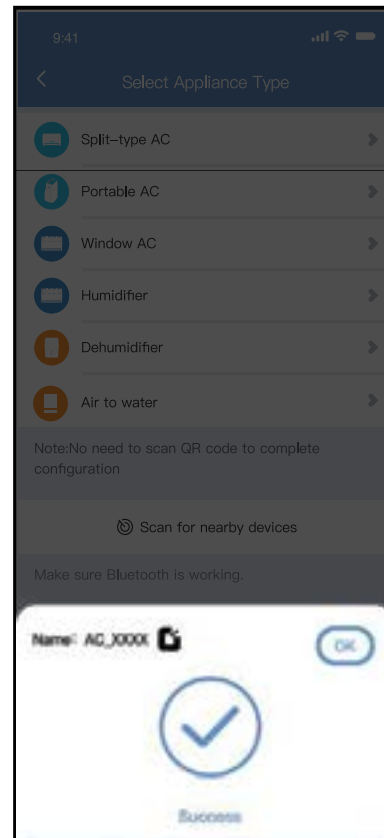 9:41
Select Appliance Type
Split-type AC
Portable AC
Window AC
Humidifier
Dehumidifier
Air to water
Note:No need to scan QR code to complete
configuration
Scan for nearby devices
Make sure Bluetooth is working.
Name: AC_XXXX
OK
Success